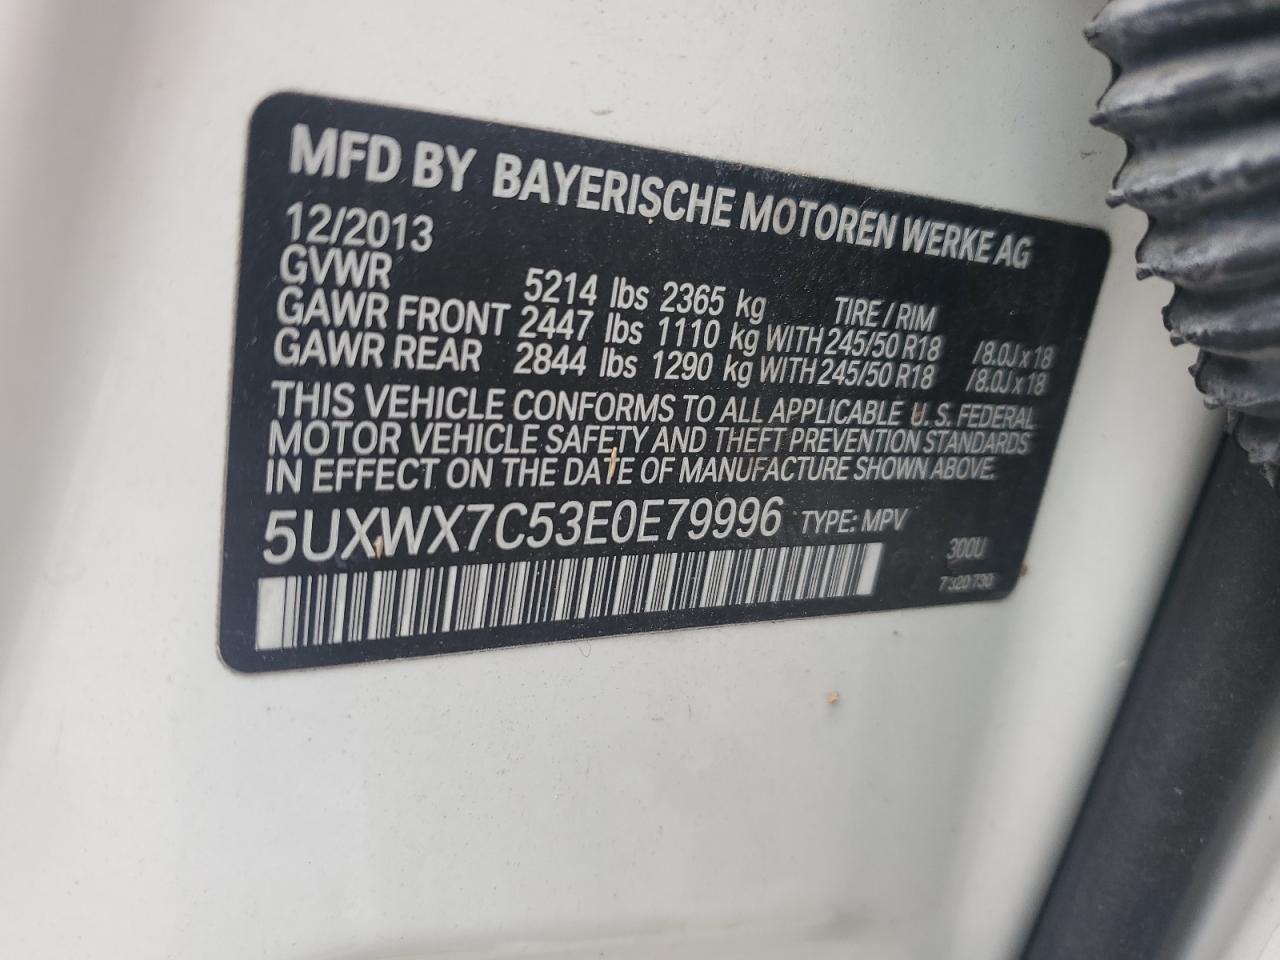 MFD BY BAYERISCHE MOTOREN WERKE AG
12/2013
GVWR 5214 lbs 2365 kg TIRE / RIM
GAWR FRONT 2447 lbs 1110 kg WITH 245/50 R18 /8.0J x 18
GAWR REAR 2844 lbs 1290 kg WITH 245/50 R18 /8.0J x 18
THIS VEHICLE CONFORMS TO ALL APPLICABLE U.S. FEDERAL
MOTOR VEHICLE SAFETY AND THEFT PREVENTION STANDARDS
IN EFFECT ON THE DATE OF MANUFACTURE SHOWN ABOVE.
5UXWX7C53E0E79996 TYPE: MPV
300U